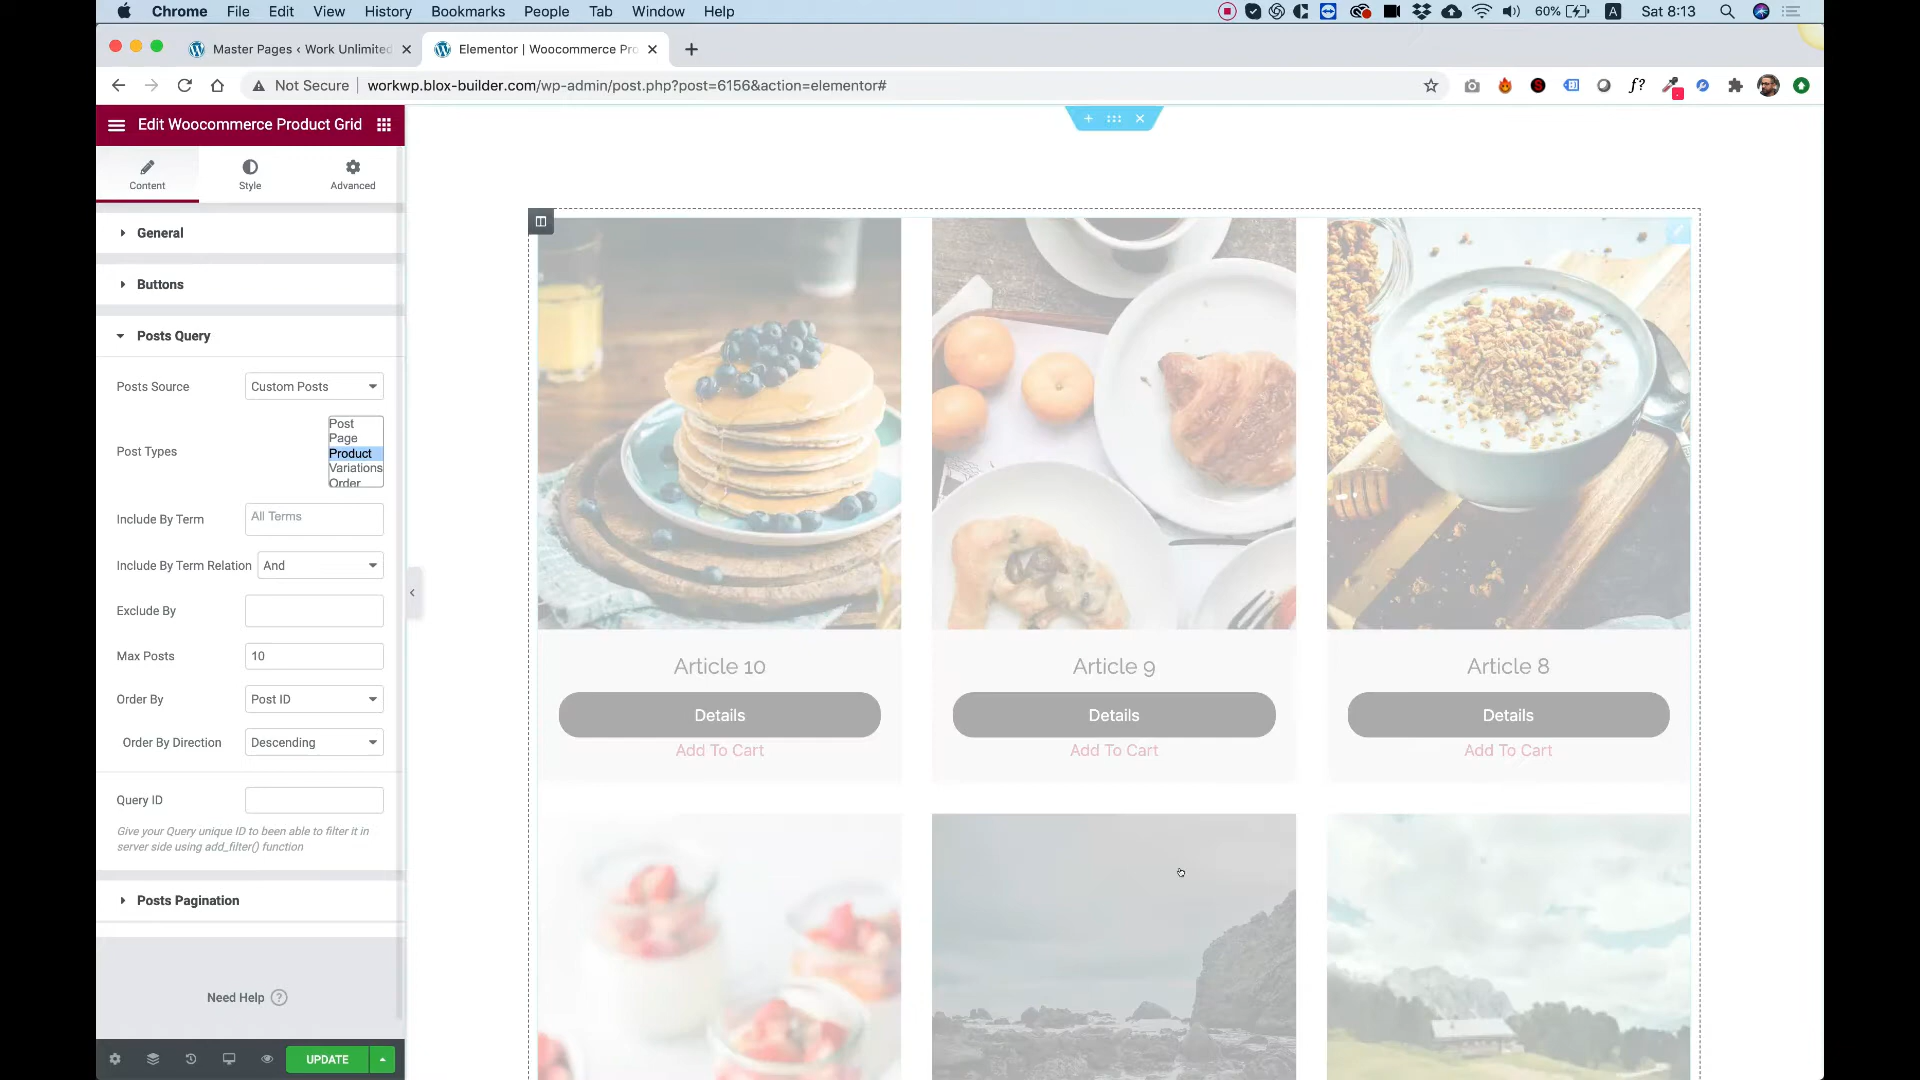 Chrome File Edit View History Bookmarks People Tab Window Help 60% A Sat 8:13
Master Pages ‹ Work Unlimited Elementor | Woocommerce Pro
Not Secure workwp.blox-builder.com/wp-admin/post.php?post=6156&action=elementor# f?
Edit Woocommerce Product Grid
Content Style Advanced
General
Buttons
Posts Query
Posts Source Custom Posts
Post Types
Post
Page
Product
Variations
Order
Include By Term All Terms
Include By Term Relation And
Exclude By
Max Posts 10
Order By Post ID
Order By Direction Descending
Query ID
Give your Query unique ID to been able to filter it in
server side using add_filter() function
Posts Pagination
Need Help ?
UPDATE
Article 10 Article 9 Article 8
Details Details Details
Add To Cart Add To Cart Add To Cart